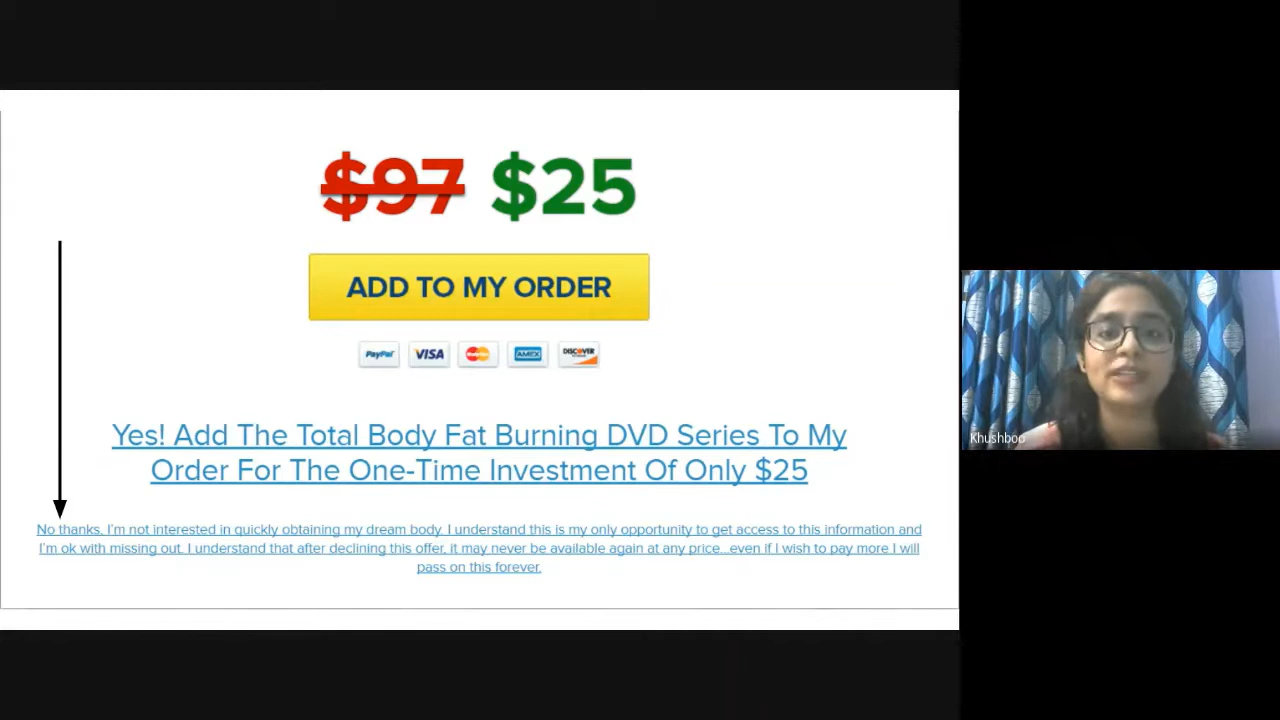 $97 $25
ADD TO MY ORDER
PayPal VISA MasterCard AMEX DISCOVER
Yes! Add The Total Body Fat Burning DVD Series To My
Order For The One-Time Investment Of Only $25
No thanks, I'm not interested in quickly obtaining my dream body. I understand this is my only opportunity to get access to this information and
I'm ok with missing out. I understand that after declining this offer, it may never be available again at any price...even if I wish to pay more I will
pass on this forever.
Khushboo